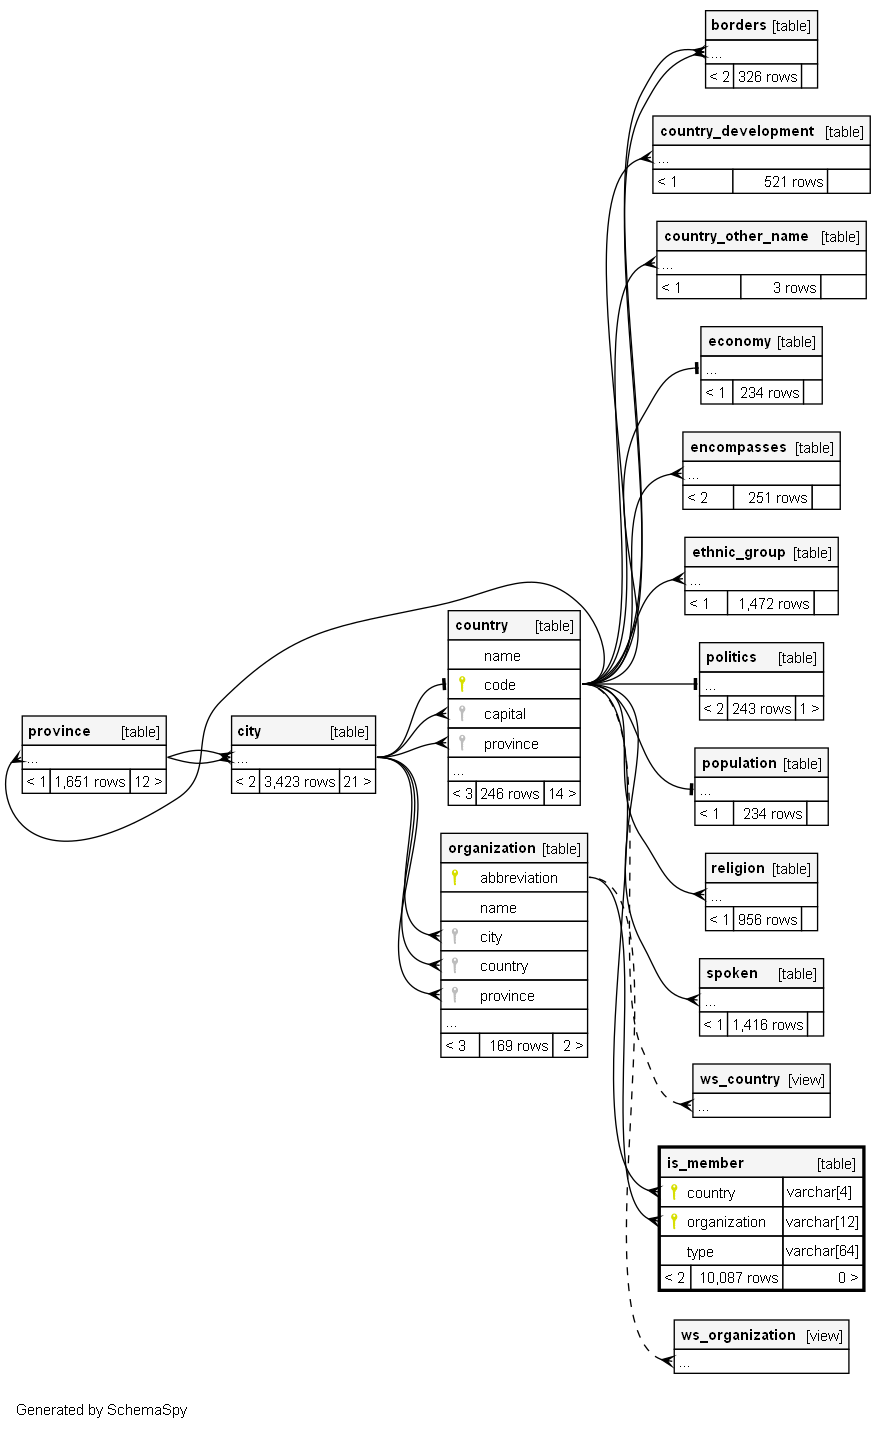 borders [table]
...
< 2 326 rows
country_development [table]
...
< 1 521 rows
country_other_name [table]
...
< 1 3 rows
economy [table]
...
< 1 234 rows
encompasses [table]
...
< 2 251 rows
ethnic_group [table]
...
< 1 1,472 rows
country [table]
name
code
capital
province
...
< 3 246 rows 14 >
politics [table]
...
< 2 243 rows 1 >
province [table]
...
< 1 1,651 rows 12 >
city [table]
...
< 2 3,423 rows 21 >
population [table]
...
< 1 234 rows
organization [table]
abbreviation
name
city
country
province
...
< 3 169 rows 2 >
religion [table]
...
< 1 956 rows
spoken [table]
...
< 1 1,416 rows
ws_country [view]
...
is_member [table]
country varchar[4]
organization varchar[12]
type varchar[64]
< 2 10,087 rows 0 >
ws_organization [view]
...
Generated by SchemaSpy